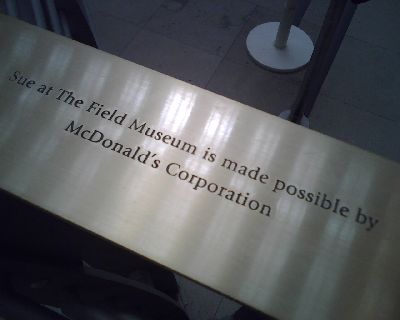 Sue at The Field Museum is made possible by
McDonald's Corporation